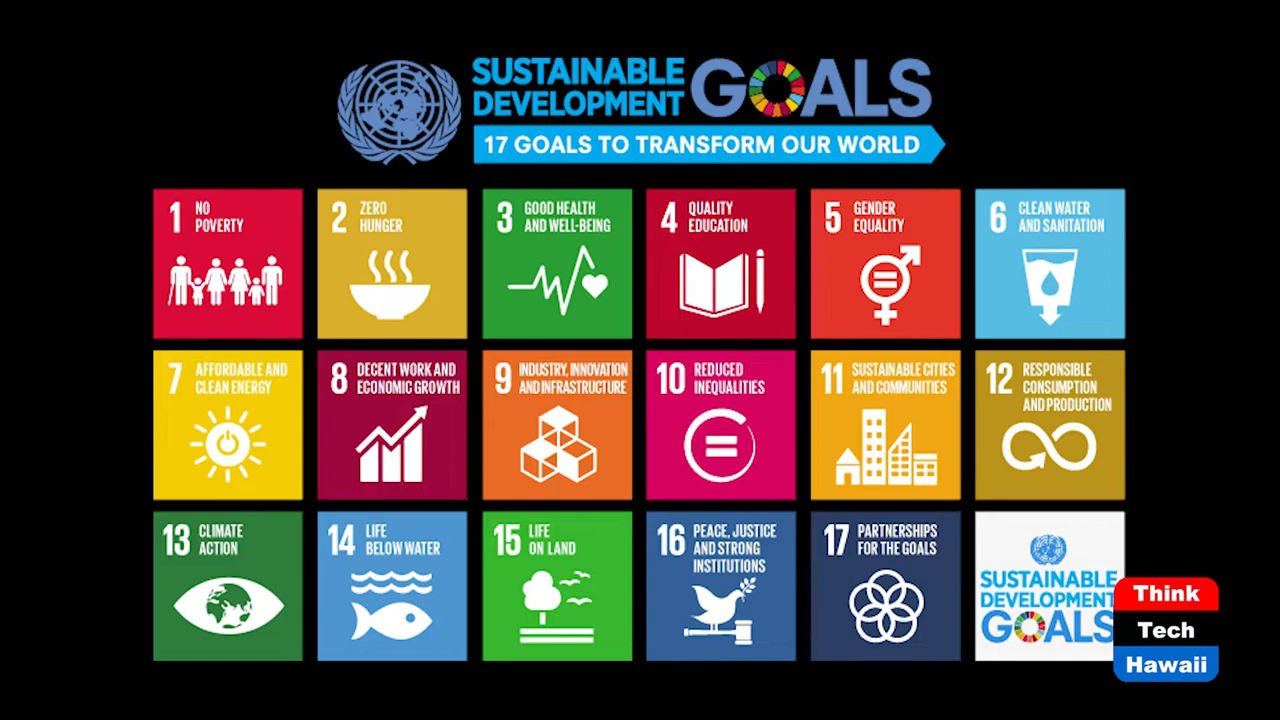 SUSTAINABLE
DEVELOPMENT
GOALS
17 GOALS TO TRANSFORM OUR WORLD
1 NO
POVERTY
2 ZERO
HUNGER
3 GOOD HEALTH
AND WELL-BEING
4 QUALITY
EDUCATION
5 GENDER
EQUALITY
6 CLEAN WATER
AND SANITATION
7 AFFORDABLE AND
CLEAN ENERGY
8 DECENT WORK AND
ECONOMIC GROWTH
9 INDUSTRY, INNOVATION
AND INFRASTRUCTURE
10 REDUCED
INEQUALITIES
11 SUSTAINABLE CITIES
AND COMMUNITIES
12 RESPONSIBLE
CONSUMPTION
AND PRODUCTION
13 CLIMATE
ACTION
14 LIFE
BELOW WATER
15 LIFE
ON LAND
16 PEACE, JUSTICE
AND STRONG
INSTITUTIONS
17 PARTNERSHIPS
FOR THE GOALS
SUSTAINABLE
DEVELOPMENT
GOALS
Think
Tech
Hawaii